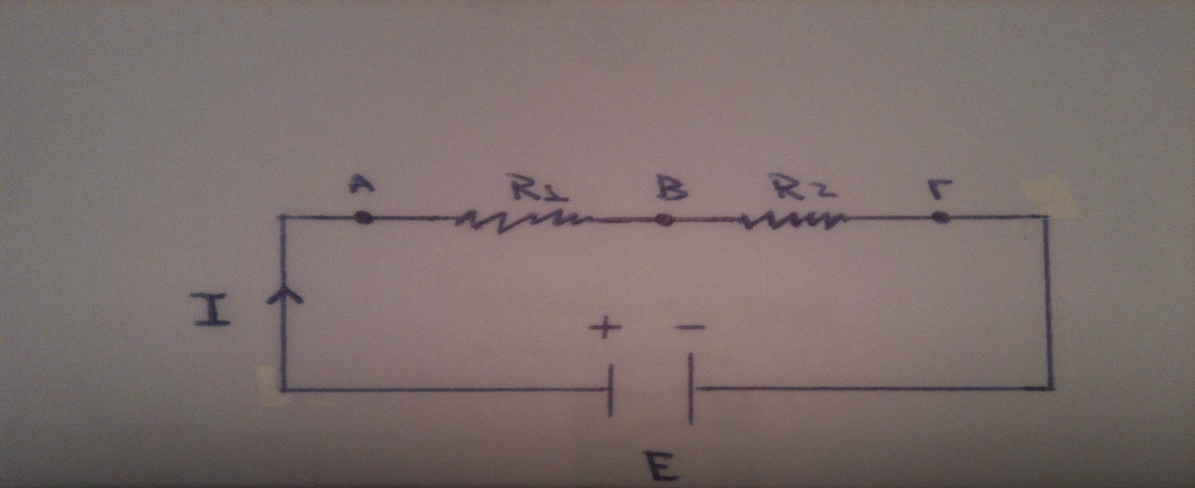 A R1 B R2 Γ
I
+ −
E